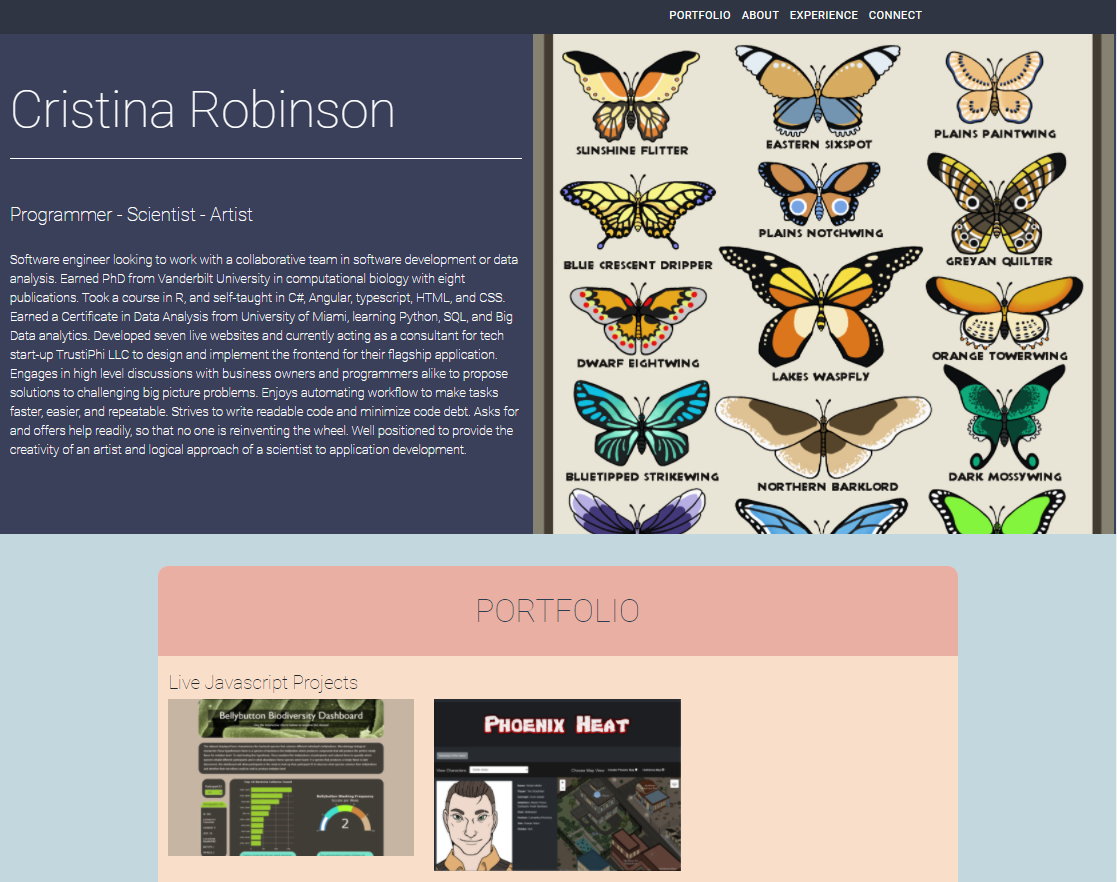 PORTFOLIO ABOUT EXPERIENCE CONNECT
Cristina Robinson
Programmer - Scientist - Artist
Software engineer looking to work with a collaborative team in software development or data
analysis. Earned PhD from Vanderbilt University in computational biology with eight
publications. Took a course in R, and self-taught in C#, Angular, typescript, HTML, and CSS.
Earned a Certificate in Data Analysis from University of Miami, learning Python, SQL, and Big
Data analytics. Developed seven live websites and currently acting as a consultant for tech
start-up TrustiPhi LLC to design and implement the frontend for their flagship application.
Engages in high level discussions with business owners and programmers alike to propose
solutions to challenging big picture problems. Enjoys automating workflow to make tasks
faster, easier, and repeatable. Strives to write readable code and minimize code debt. Asks for
and offers help readily, so that no one is reinventing the wheel. Well positioned to provide the
creativity of an artist and logical approach of a scientist to application development.
SUNSHINE FLITTER
EASTERN SIXSPOT
PLAINS PAINTWING
BLUE CRESCENT DRIPPER
PLAINS NOTCHWING
GREYAN QUILTER
DWARF EIGHTWING
LAKES WASPFLY
ORANGE TOWERWING
BLUETIPPED STRIKEWING
NORTHERN BARKLORD
DARK MOSSYWING
PORTFOLIO
Live Javascript Projects
Bellybutton Biodiversity Dashboard
Bellybutton Washing Frequency
2
PHOENIX HEAT